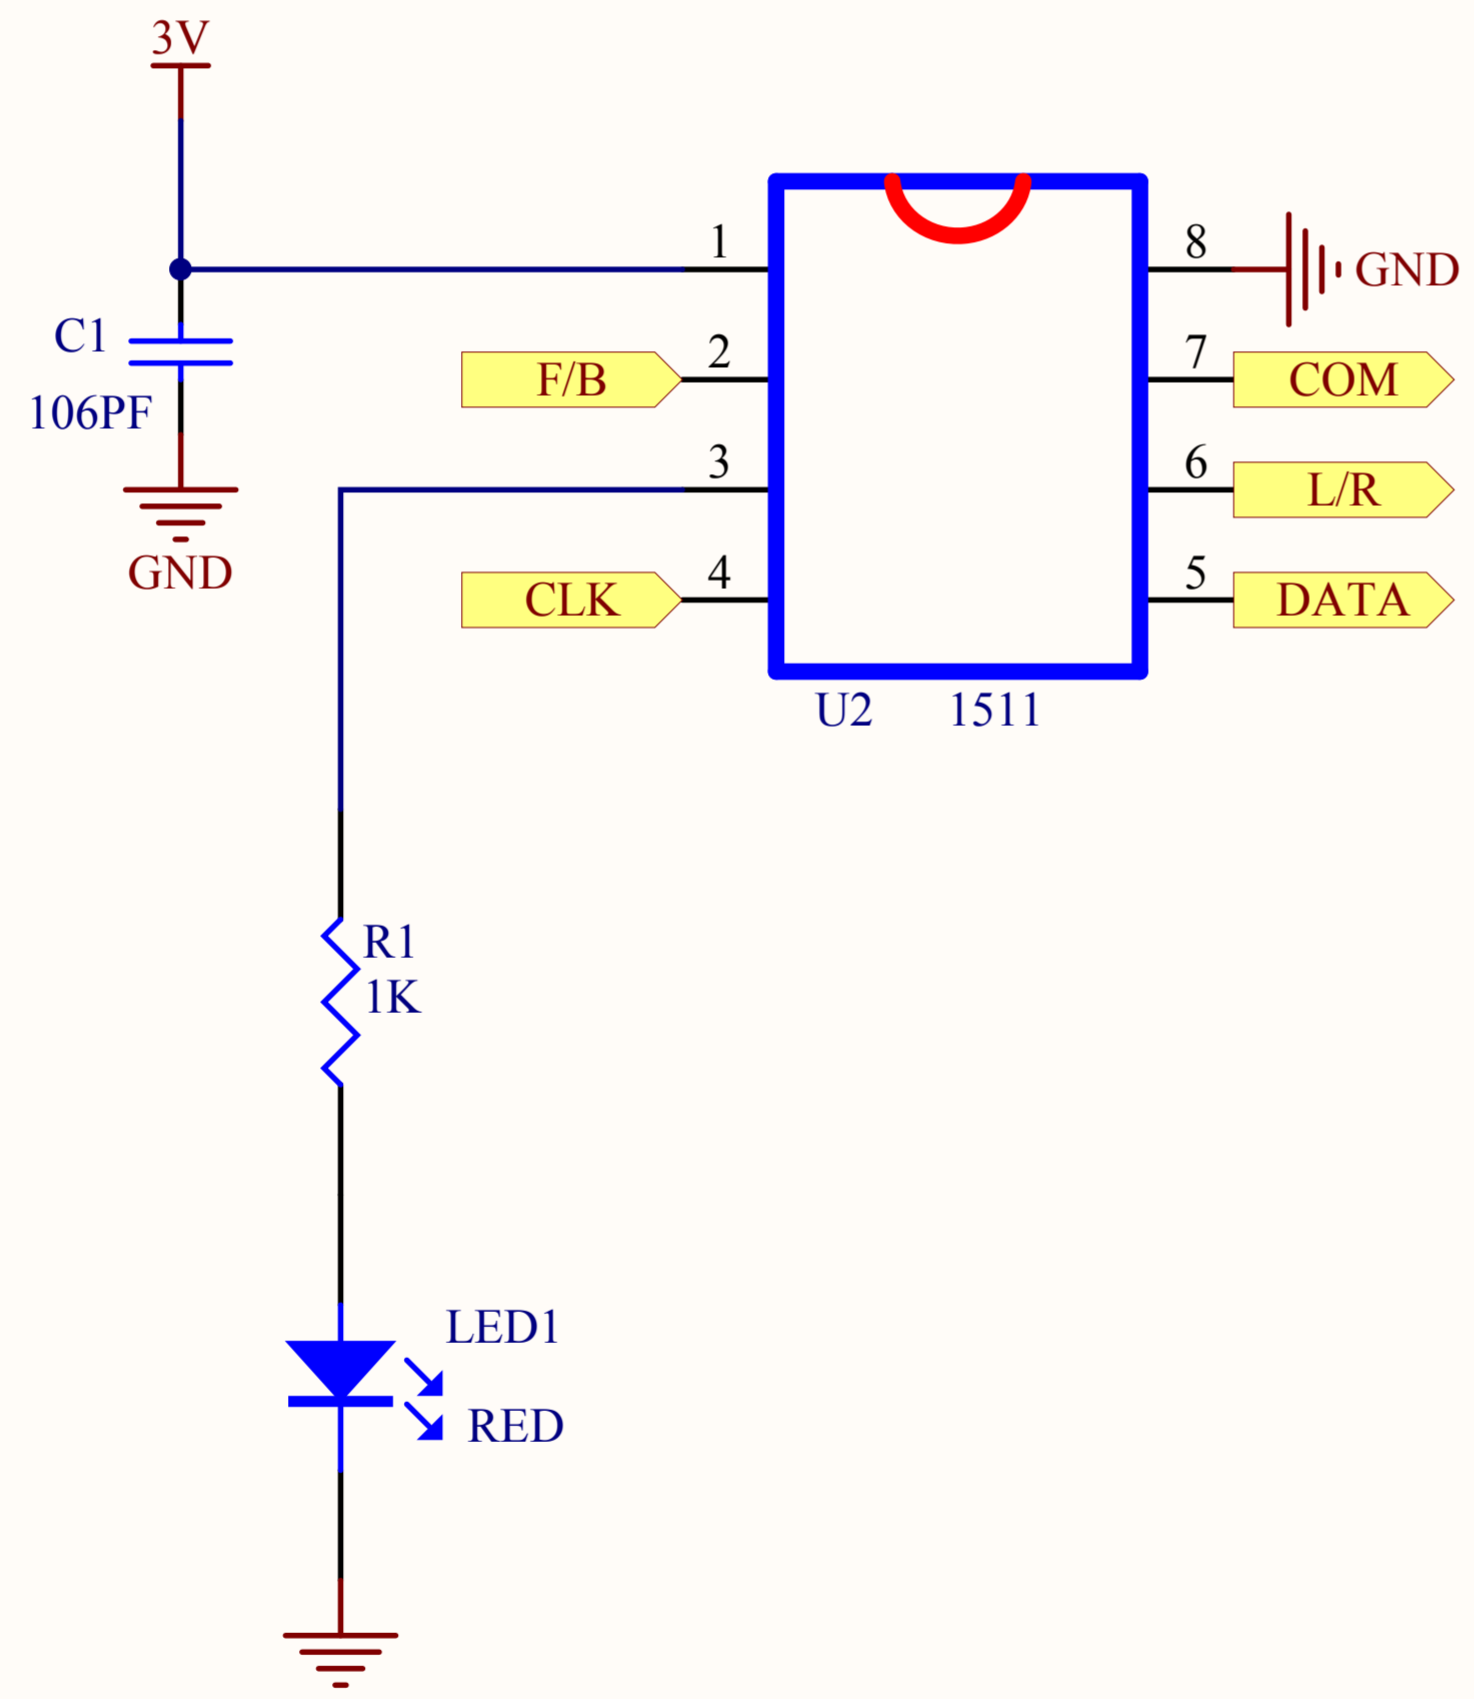 3V
1
8
GND
C1
2
7
F/B
COM
106PF
3
6
L/R
GND
4
5
CLK
DATA
U2
1511
R1
1K
LED1
RED